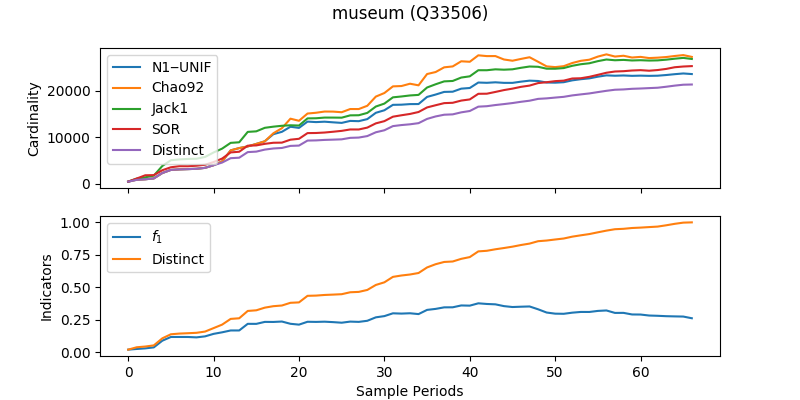 museum (Q33506)
Cardinality
20000
10000
0
N1‒UNIF
Chao92
Jack1
SOR
Distinct
Indicators
1.00
0.75
0.50
0.25
0.00
f1
Distinct
0 10 20 30 40 50 60
Sample Periods